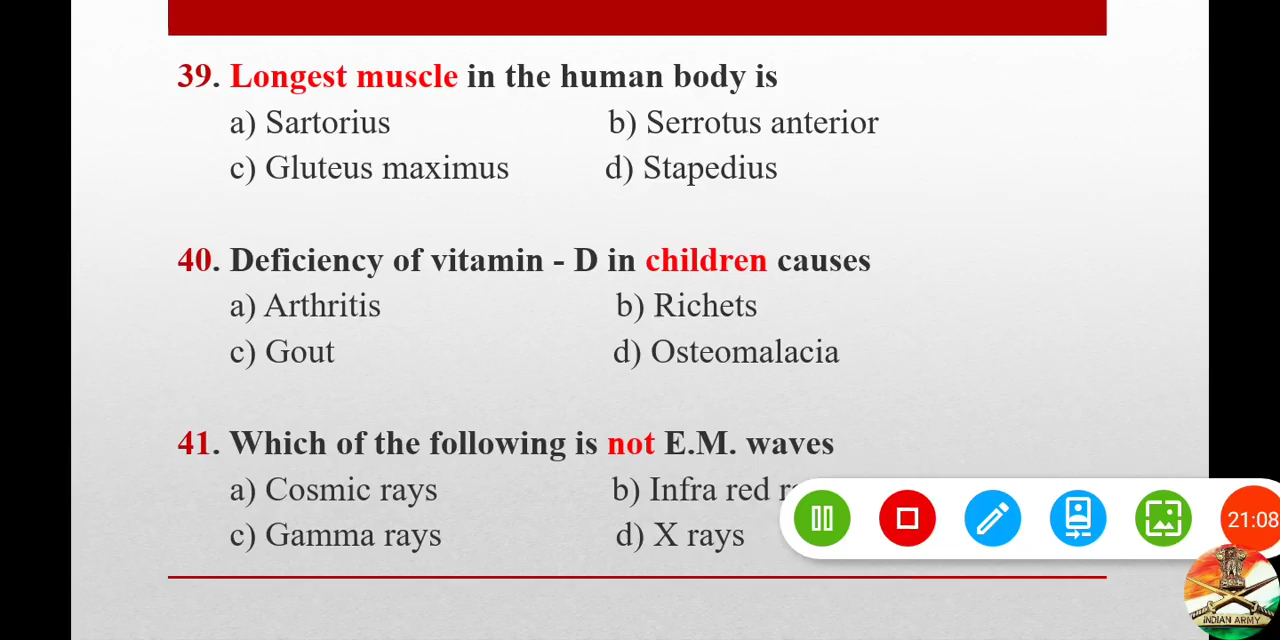 39. Longest muscle in the human body is
a) Sartorius b) Serrotus anterior
c) Gluteus maximus d) Stapedius
40. Deficiency of vitamin - D in children causes
a) Arthritis b) Richets
c) Gout d) Osteomalacia
41. Which of the following is not E.M. waves
a) Cosmic rays b) Infra red
c) Gamma rays d) X rays
21:08
INDIAN ARMY